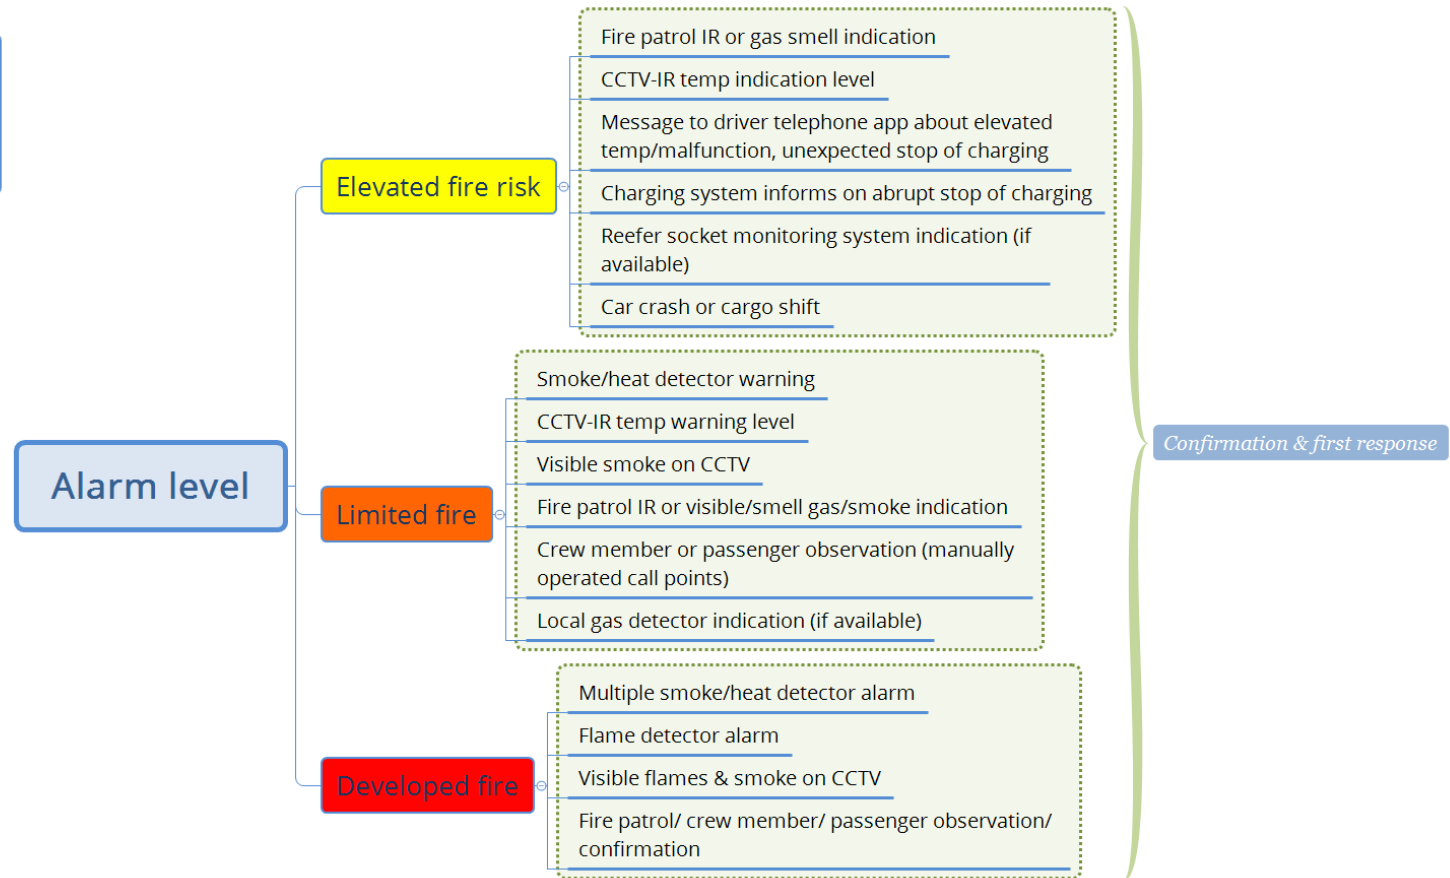 Alarm level
Elevated fire risk
Fire patrol IR or gas smell indication
CCTV-IR temp indication level
Message to driver telephone app about elevated
temp/malfunction, unexpected stop of charging
Charging system informs on abrupt stop of charging
Reefer socket monitoring system indication (if
available)
Car crash or cargo shift
Limited fire
Smoke/heat detector warning
CCTV-IR temp warning level
Visible smoke on CCTV
Fire patrol IR or visible/smell gas/smoke indication
Crew member or passenger observation (manually
operated call points)
Local gas detector indication (if available)
Developed fire
Multiple smoke/heat detector alarm
Flame detector alarm
Visible flames & smoke on CCTV
Fire patrol/ crew member/ passenger observation/
confirmation
Confirmation & first response